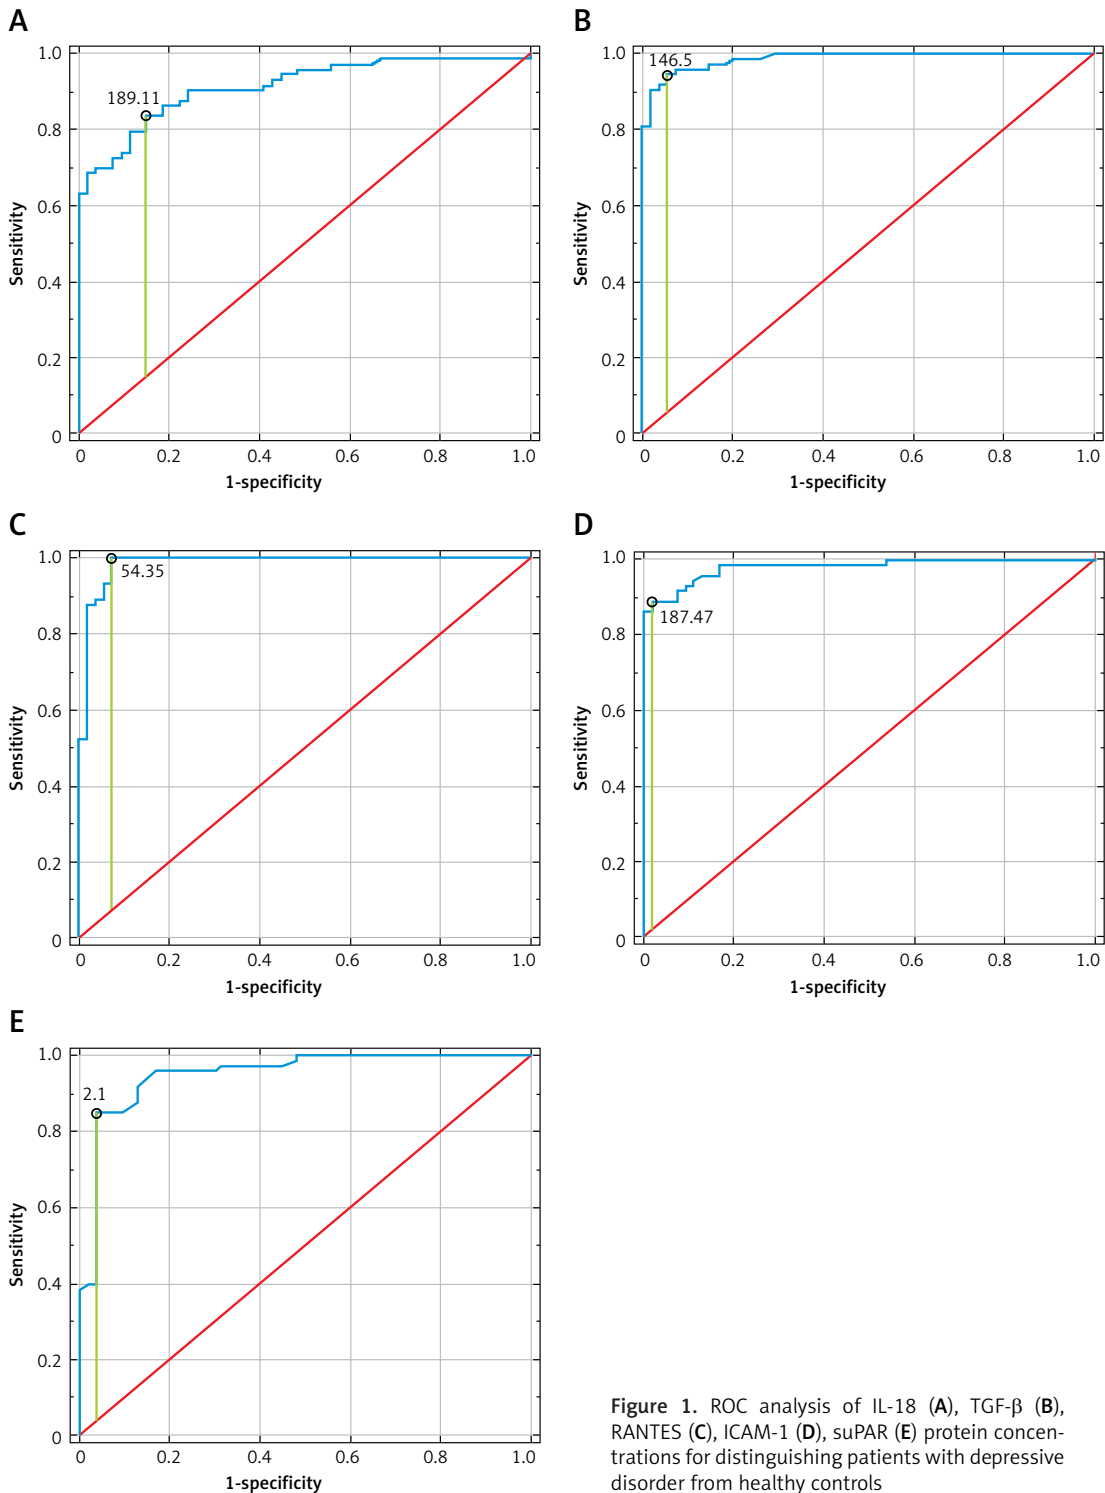 A
1.0
0.8
0.6
0.4
0.2
0
Sensitivity
189.11
0 0.2 0.4 0.6 0.8 1.0
1-specificity
B
1.0
0.8
0.6
0.4
0.2
0
Sensitivity
146.5
0 0.2 0.4 0.6 0.8 1.0
1-specificity
C
1.0
0.8
0.6
0.4
0.2
0
Sensitivity
54.35
0 0.2 0.4 0.6 0.8 1.0
1-specificity
D
1.0
0.8
0.6
0.4
0.2
0
Sensitivity
187.47
0 0.2 0.4 0.6 0.8 1.0
1-specificity
E
1.0
0.8
0.6
0.4
0.2
0
Sensitivity
2.1
0 0.2 0.4 0.6 0.8 1.0
1-specificity
Figure 1. ROC analysis of IL-18 (A), TGF-β (B),
RANTES (C), ICAM-1 (D), suPAR (E) protein concen-
trations for distinguishing patients with depressive
disorder from healthy controls